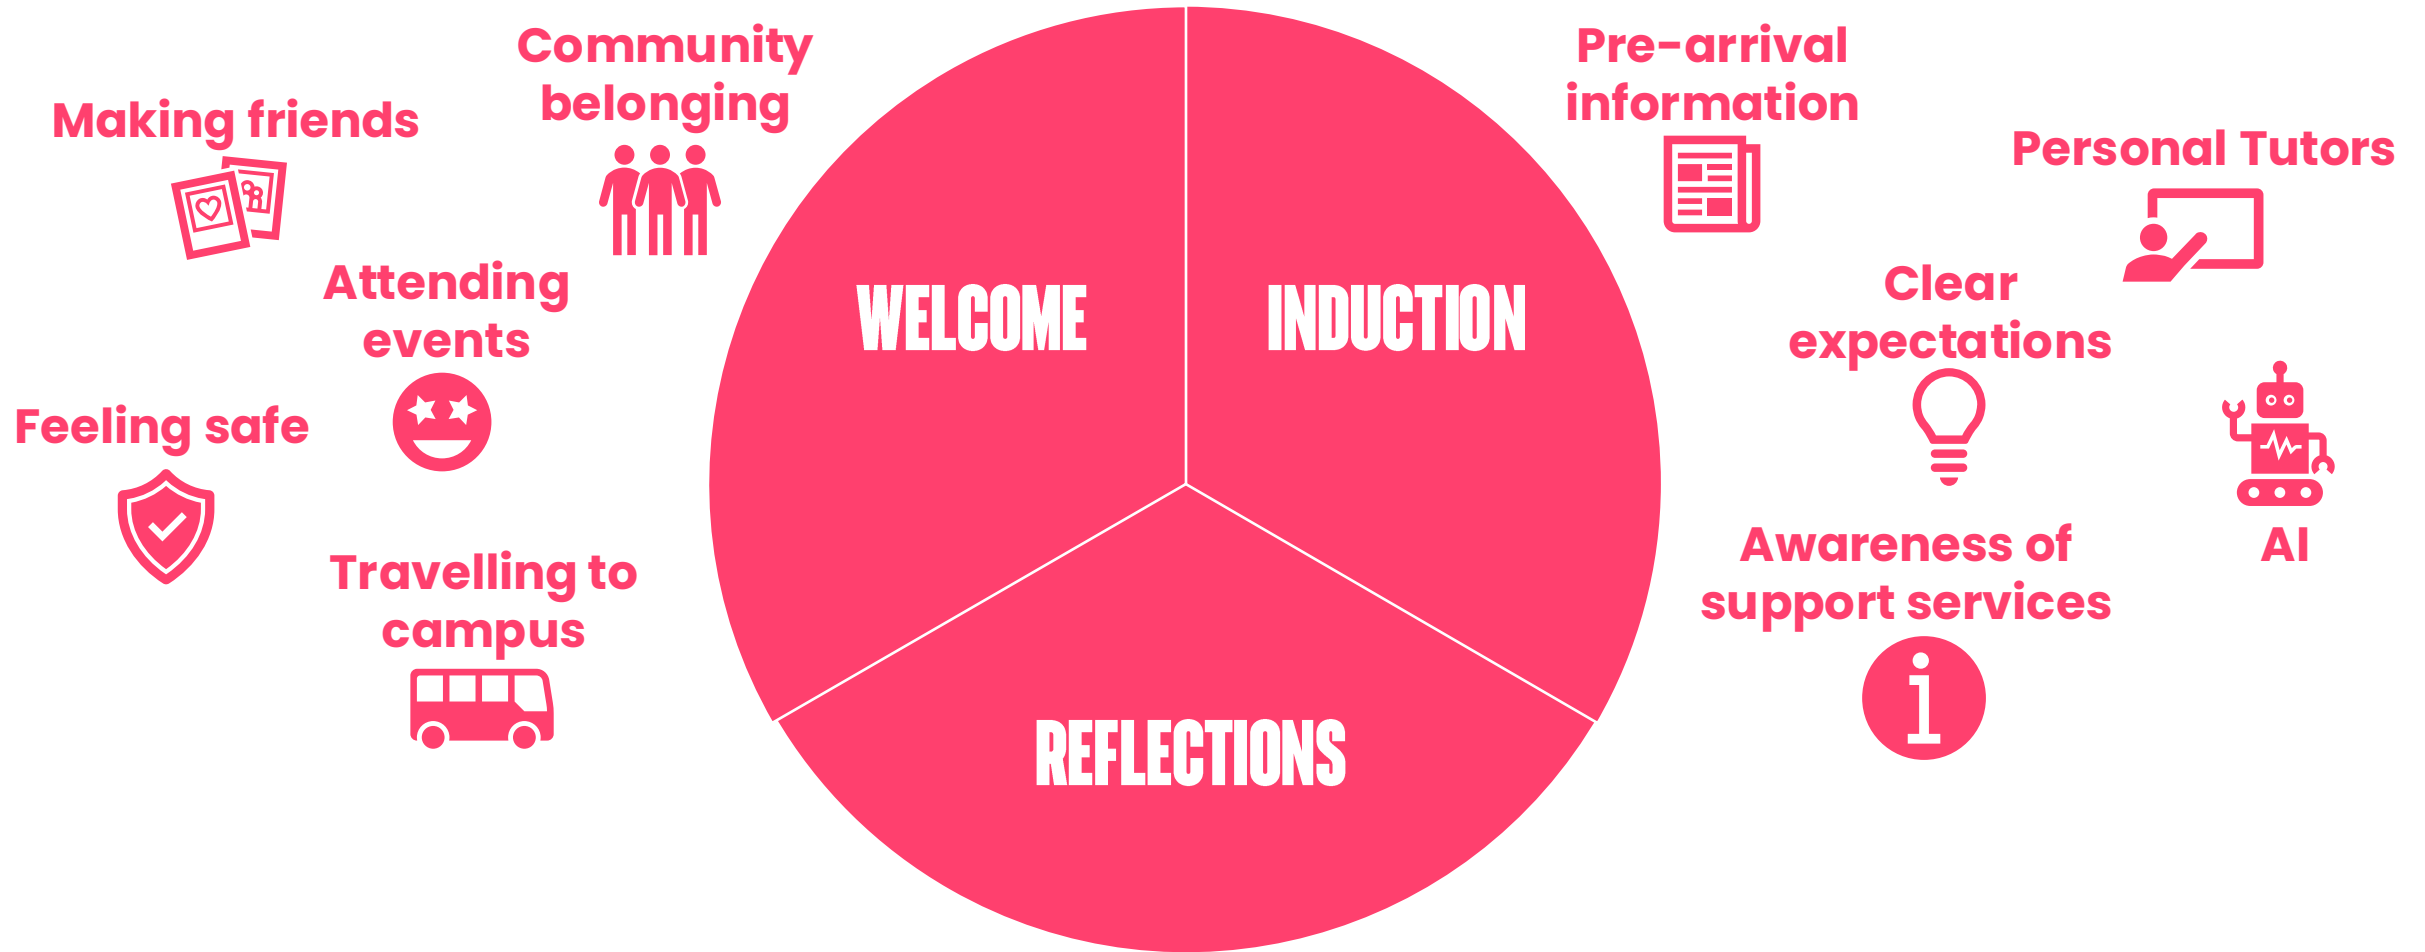 Community
belonging
Making friends
Attending
events
Feeling safe
Travelling to
campus
WELCOME
INDUCTION
REFLECTIONS
Pre-arrival
information
Personal Tutors
Clear
expectations
AI
Awareness of
support services